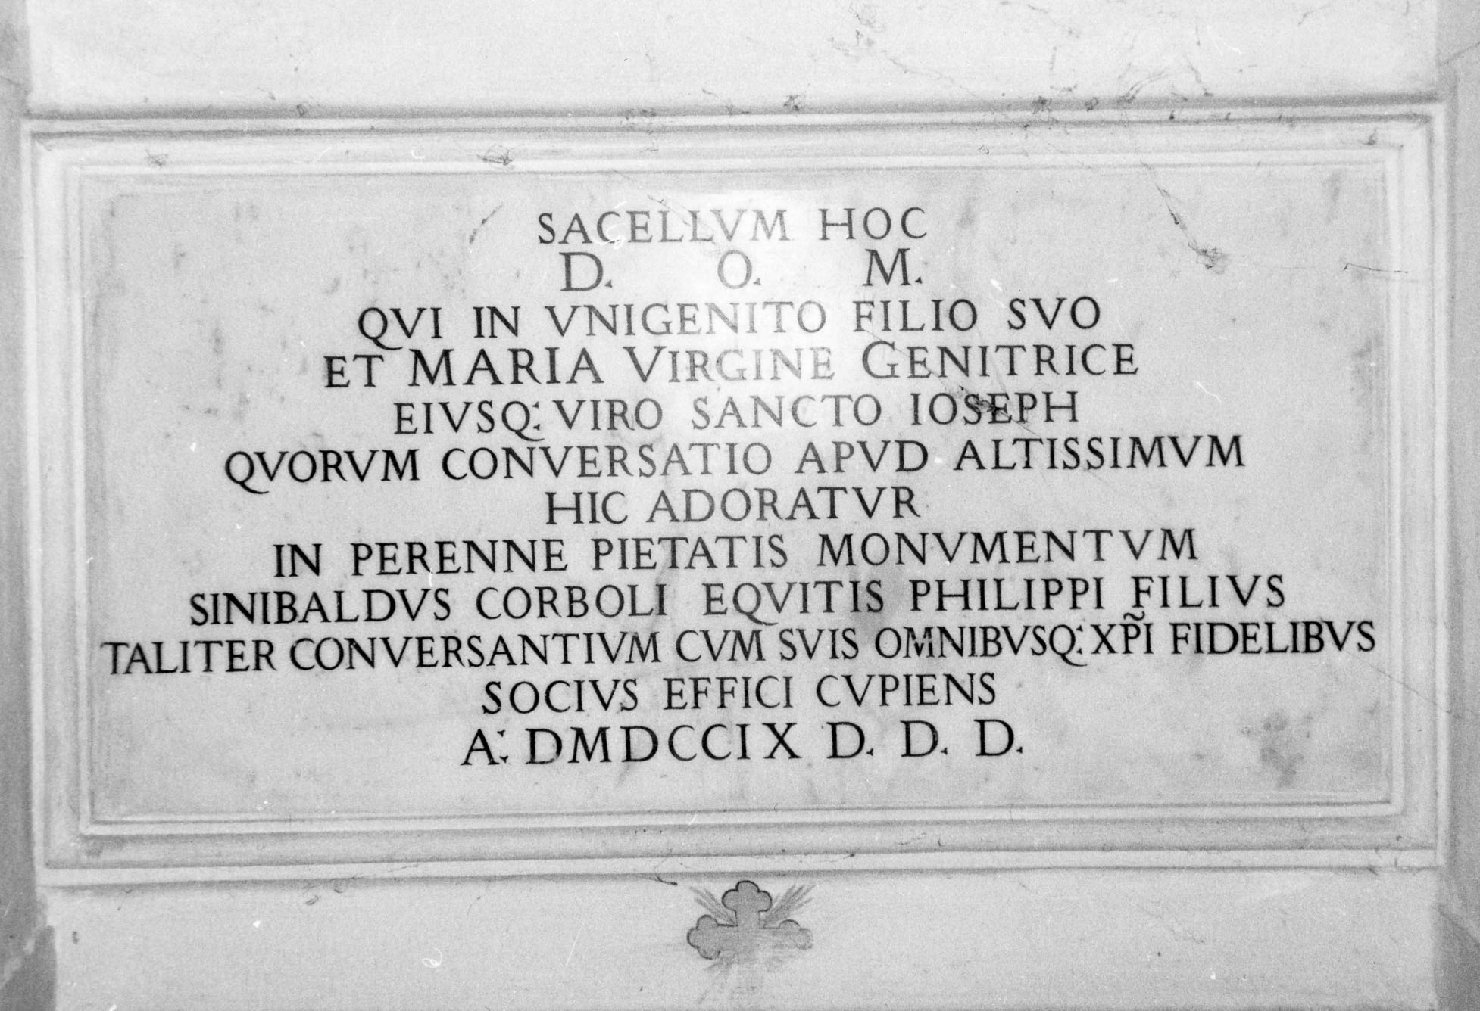 SACELLVM HOC
D. O. M.
QVI IN VNIGENITO FILIO SVO
ET MARIA VIRGINE GENITRICE
EIVSQ: VIRO SANCTO IOSEPH
QVORVM CONVERSATIO APVD ALTISSIMVM
HIC ADORATVR
IN PERENNE PIETATIS MONVMENTVM
SINIBALDVS CORBOLI EQVITIS PHILIPPI FILIVS
TALITER CONVERSANTIVM CVM SVIS OMNIBVSQ: XP̃I FIDELIBVS
SOCIVS EFFICI CVPIENS
A: DMDCCIX D. D. D.